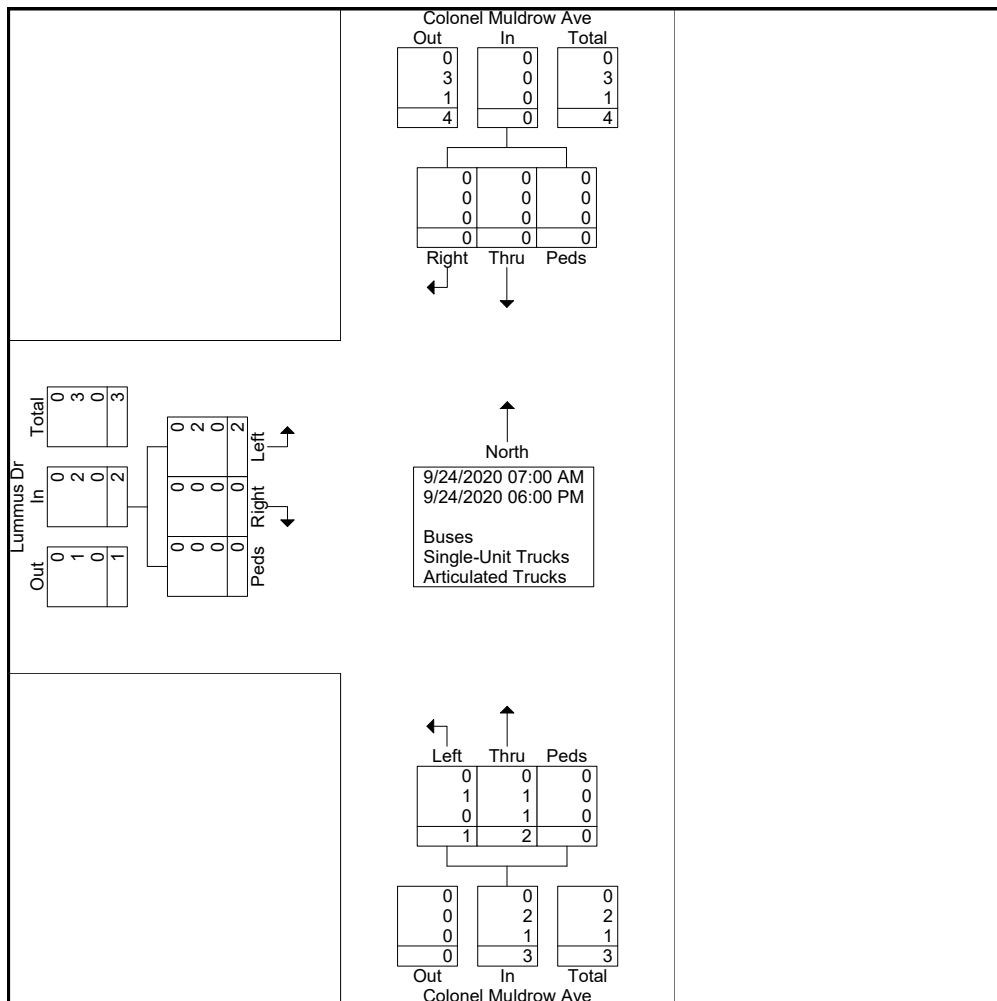 Colonel Muldrow Ave
Out In Total
0 0 0
3 0 3
1 0 1
4 0 4
0 0 0
0 0 0
0 0 0
0 0 0
Right Thru Peds
Lummus Dr
Total
0 3 0 3
In
0 2 0 2
Out
0 1 0 1
0 2 0 2
Left
0 0 0 0
Right
0 0 0 0
Peds
North
9/24/2020 07:00 AM
9/24/2020 06:00 PM
Buses
Single-Unit Trucks
Articulated Trucks
Left Thru Peds
0 0 0
1 1 0
0 1 0
1 2 0
0 0 0
0 2 2
0 1 1
0 3 3
Out In Total
Colonel Muldrow Ave